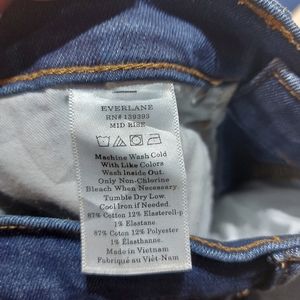 EVERLANE
RN# 139393
MID RISE
Machine Wash Cold
With Like Colors
Wash Inside Out.
Only Non-Chlorine
Bleach When Necessary.
Tumble Dry Low.
Cool Iron if Needed.
87% Cotton 12% Elasterell-p
1% Elastane.
87% Coton 12% Polyester
1% Élasthanne.
Made in Vietnam
Fabriqué au Viêt-Nam